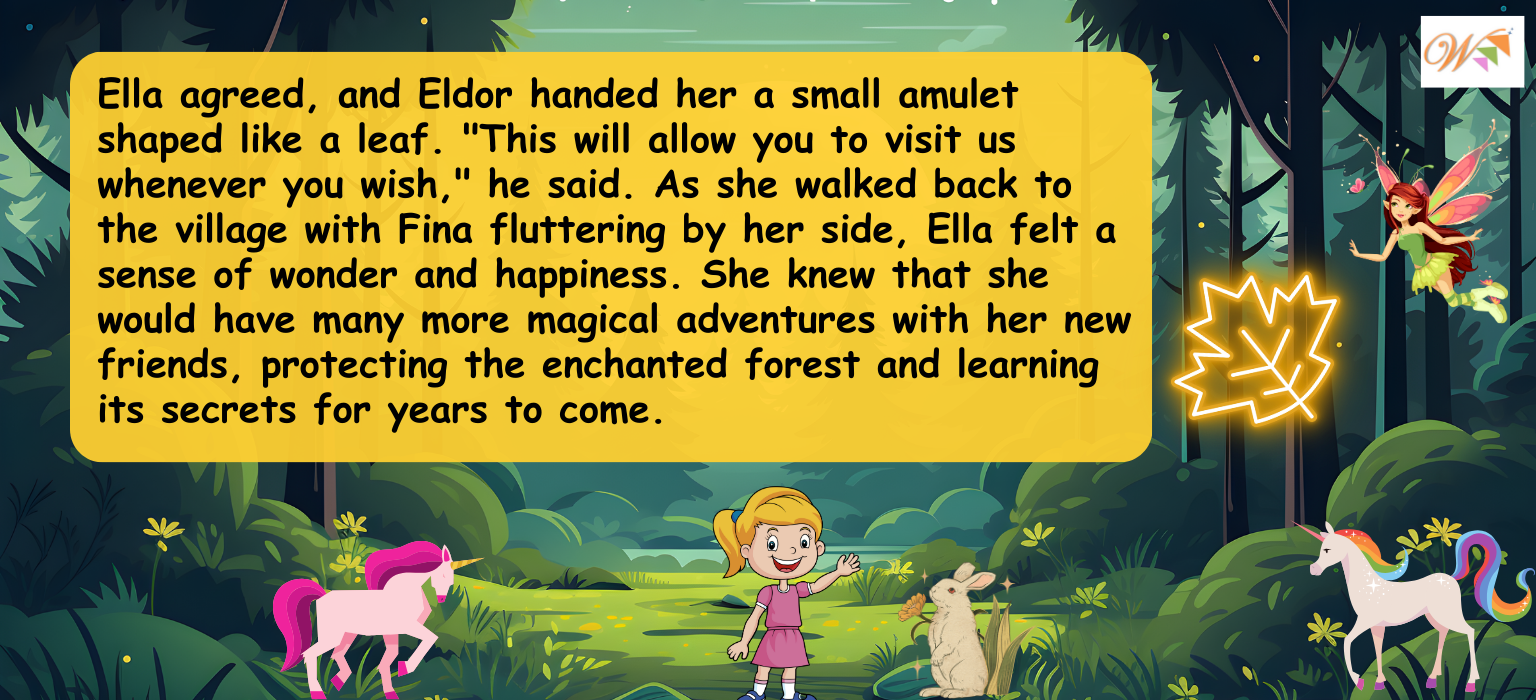 Ella agreed, and Eldor handed her a small amulet
shaped like a leaf. "This will allow you to visit us
whenever you wish," he said. As she walked back to
the village with Fina fluttering by her side, Ella felt a
sense of wonder and happiness. She knew that she
would have many more magical adventures with her new
friends, protecting the enchanted forest and learning
its secrets for years to come.
W